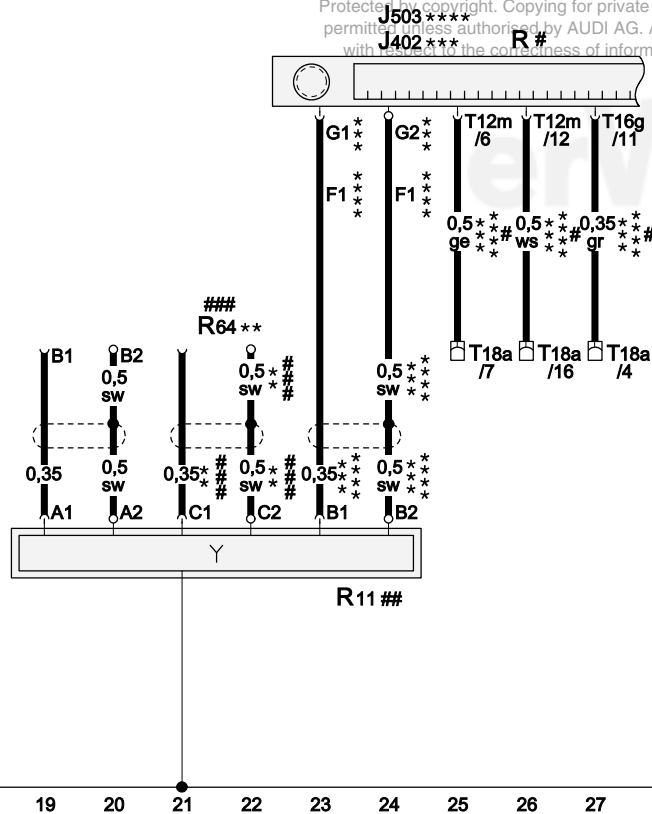 Protected by copyright. Copying for private
permitted unless authorised by AUDI AG. A
with respect to the correctness of inform
J503 ****
J402 *** R #
G1 *** G2 *** T12m/6 T12m/12 T16g/11
F1 **** F1 ****
0,5 ge *** **** # 0,5 ws *** **** # 0,35 gr *** **** #
###
R64 **
T18a/7 T18a/16 T18a/4
B1 B2
0,5 sw 0,5 sw ** ### 0,5 sw *** ****
0,35 0,5 sw 0,35 ** ### 0,5 sw ** ### 0,35 *** **** 0,5 sw *** ****
A1 A2 C1 C2 B1 B2
R11 ##
19 20 21 22 23 24 25 26 27